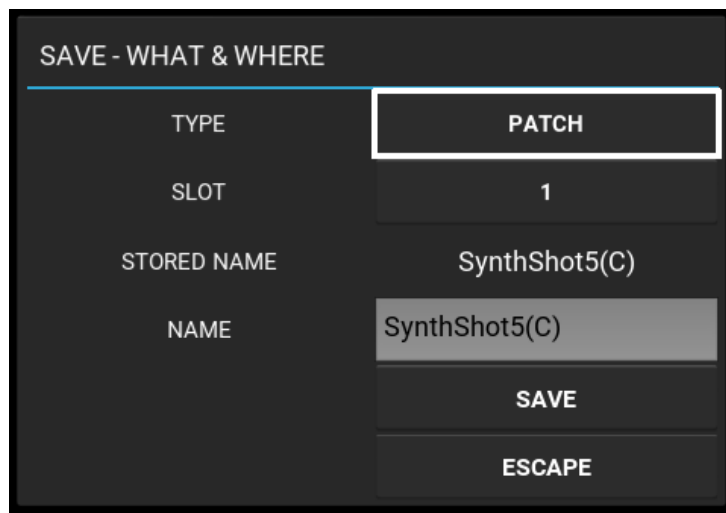 SAVE - WHAT & WHERE
TYPE PATCH
SLOT 1
STORED NAME SynthShot5(C)
NAME SynthShot5(C)
SAVE
ESCAPE